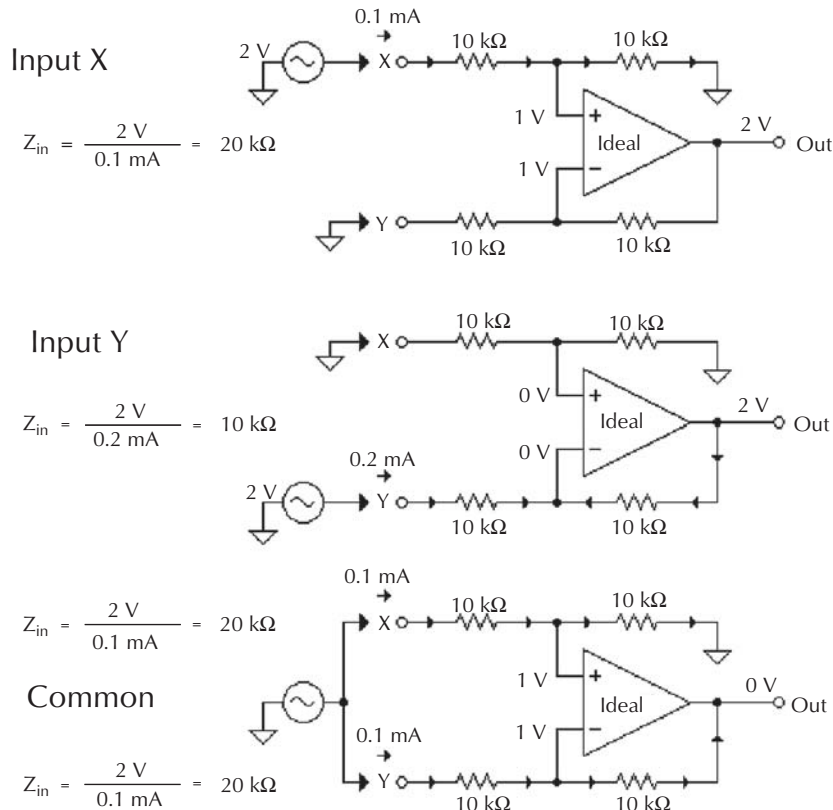 0.1 mA
10 kΩ 10 kΩ
Input X
2 V
X
1 V
+
Ideal
2 V
Out
Z_in = 2 V / 0.1 mA = 20 kΩ
1 V
−
Y
10 kΩ 10 kΩ
Input Y
10 kΩ 10 kΩ
X
0 V
+
Ideal
2 V
Out
Z_in = 2 V / 0.2 mA = 10 kΩ
0.2 mA
0 V
−
2 V
Y
10 kΩ 10 kΩ
0.1 mA
Z_in = 2 V / 0.1 mA = 20 kΩ
10 kΩ 10 kΩ
X
Common
1 V
+
Ideal
0 V
Out
0.1 mA
1 V
−
Y
Z_in = 2 V / 0.1 mA = 20 kΩ
10 kΩ 10 kΩ